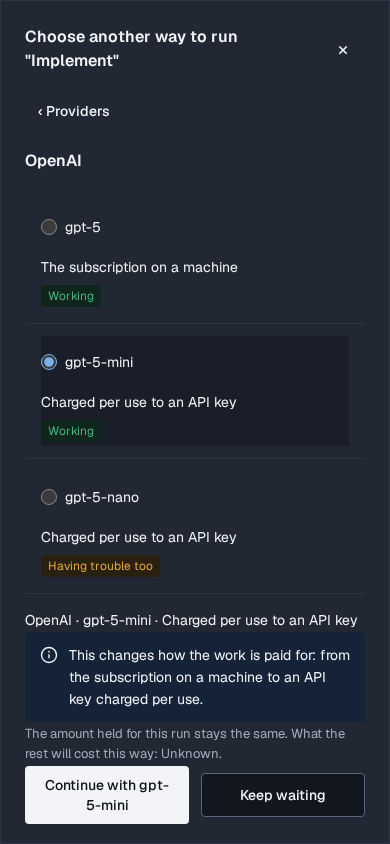 Choose another way to run
"Implement"
×
‹ Providers
OpenAI
gpt-5
The subscription on a machine
Working
gpt-5-mini
Charged per use to an API key
Working
gpt-5-nano
Charged per use to an API key
Having trouble too
OpenAI · gpt-5-mini · Charged per use to an API key
This changes how the work is paid for: from
the subscription on a machine to an API
key charged per use.
The amount held for this run stays the same. What the
rest will cost this way: Unknown.
Continue with gpt-
5-mini
Keep waiting